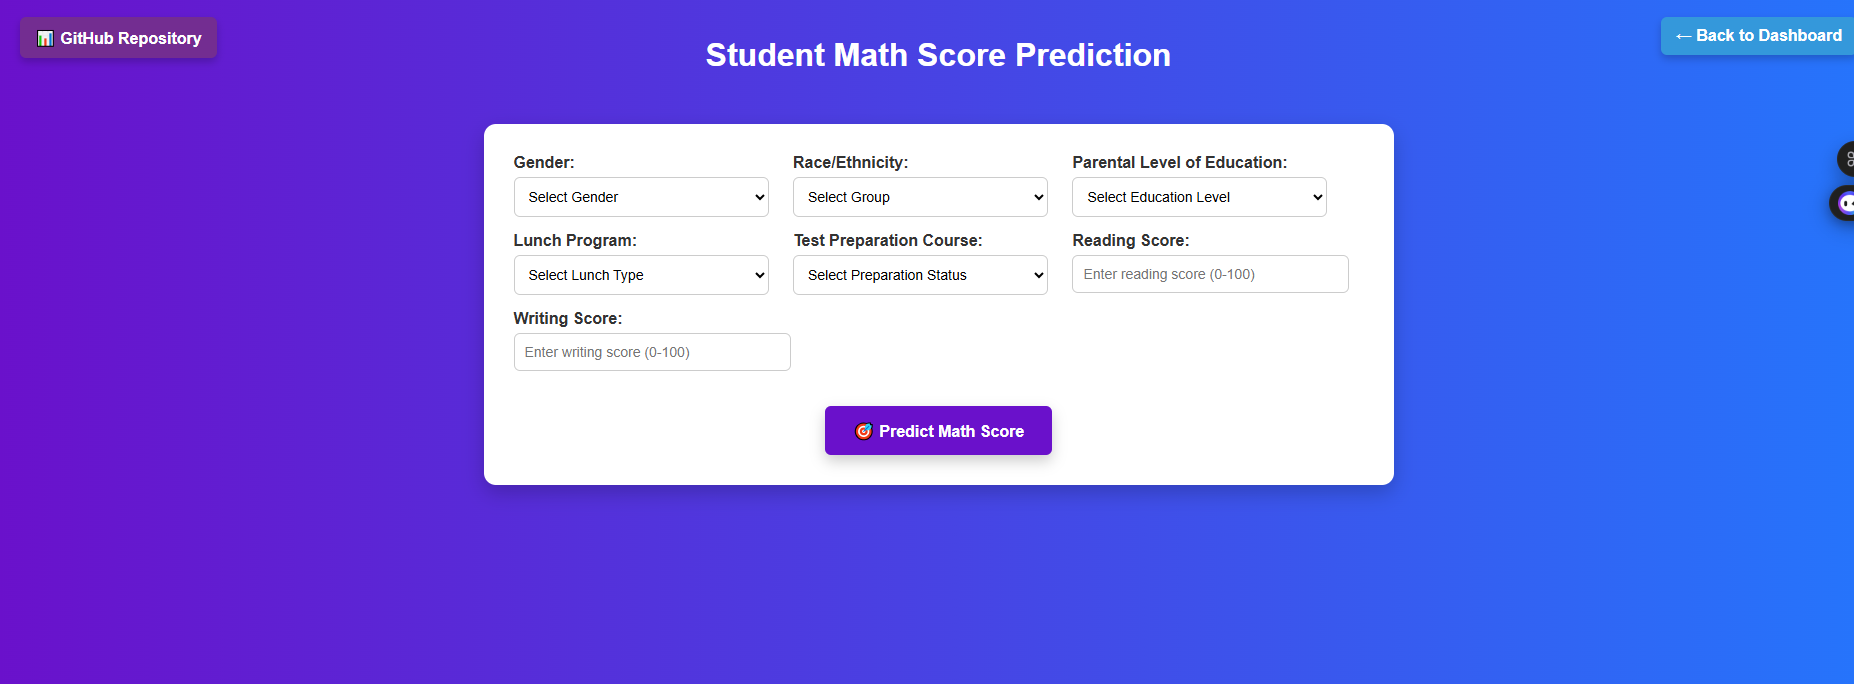 GitHub Repository
← Back to Dashboard
Student Math Score Prediction
Gender:
Race/Ethnicity:
Parental Level of Education:
Select Gender
Select Group
Select Education Level
Lunch Program:
Test Preparation Course:
Reading Score:
Select Lunch Type
Select Preparation Status
Enter reading score (0-100)
Writing Score:
Enter writing score (0-100)
Predict Math Score